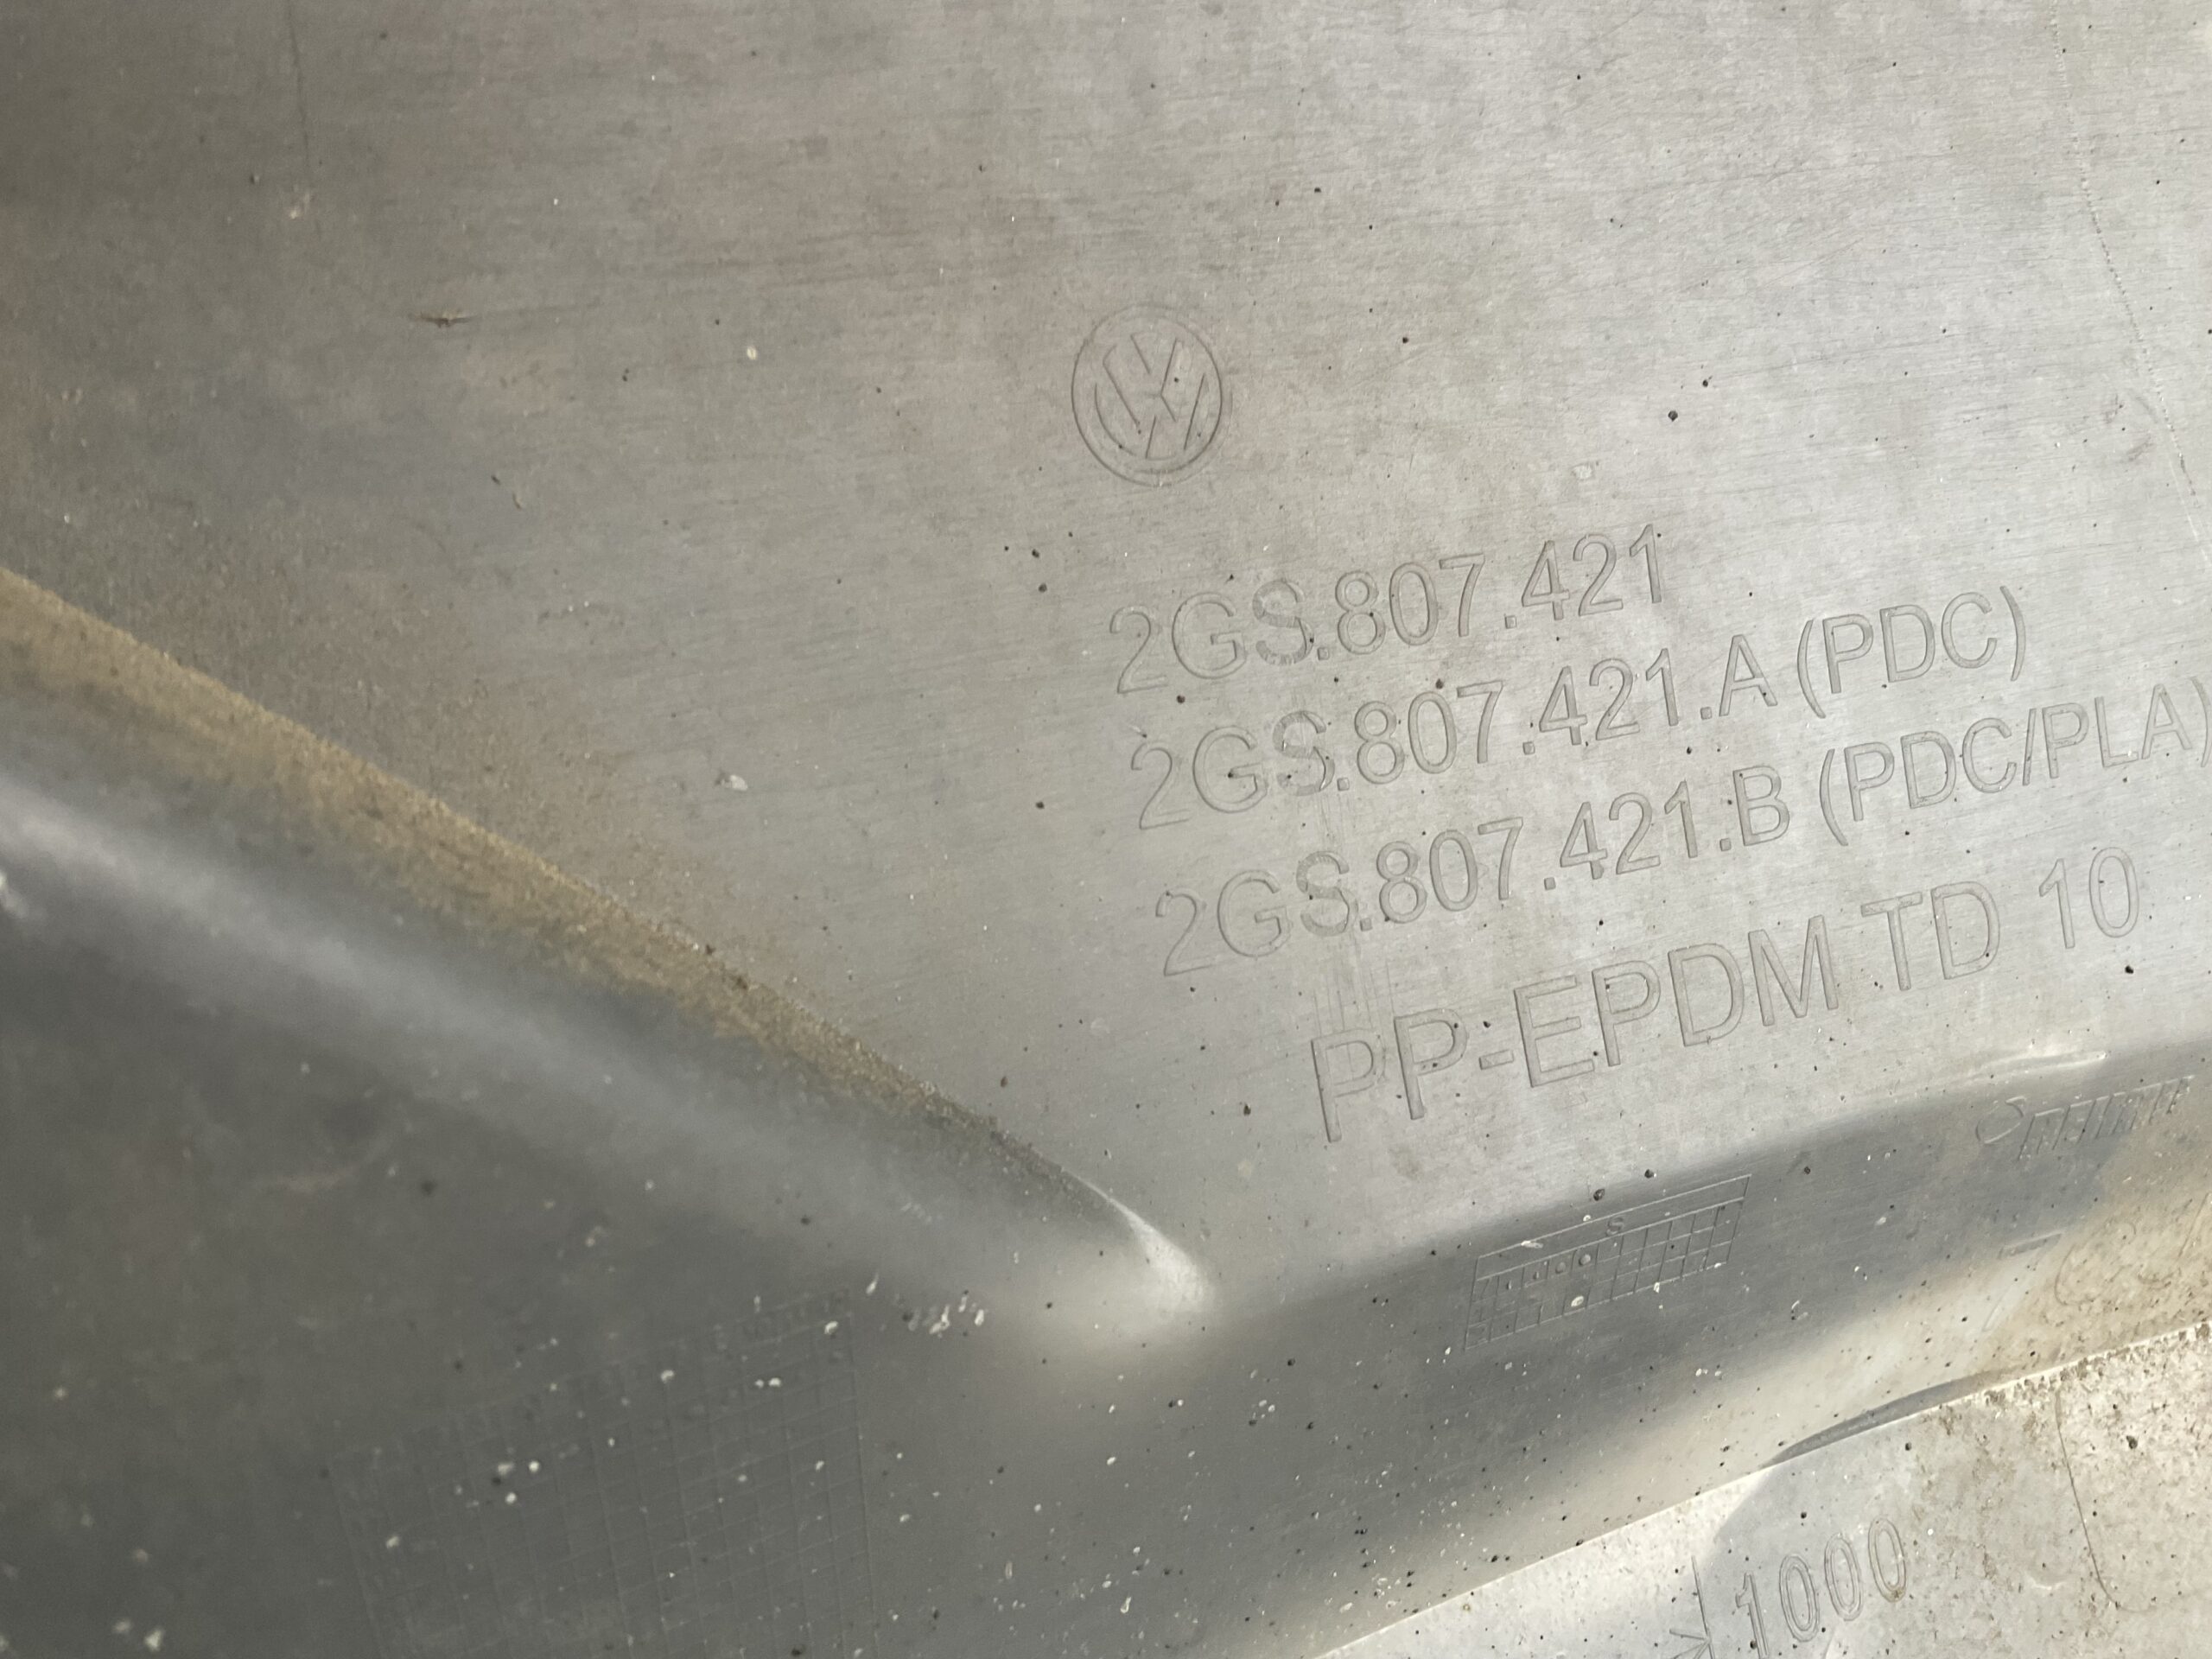 2GS.807.421
2GS.807.421.A (PDC)
2GS.807.421.B (PDC/PLA)
PP-EPDM TD 10
S
1000